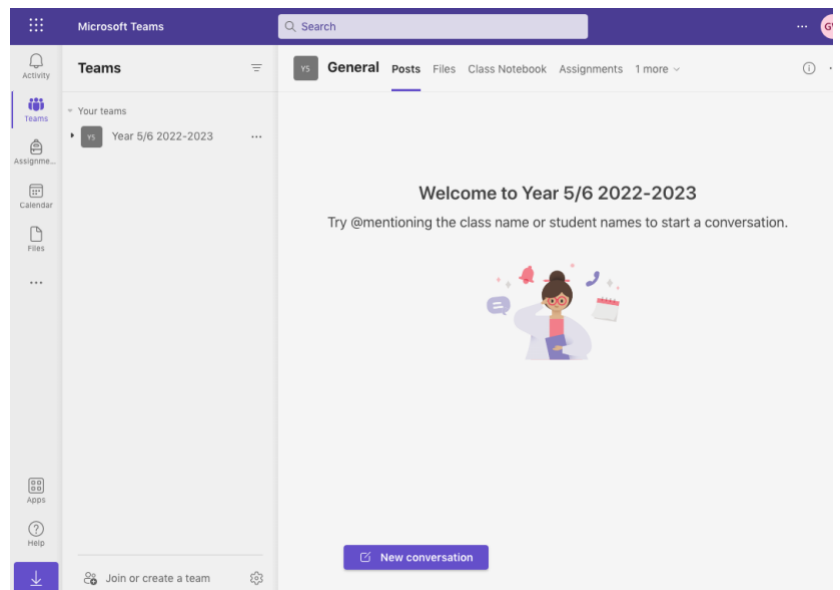 Microsoft Teams
Search
Activity
Teams
Assignme...
Calendar
Files
Apps
Help
Teams
Your teams
Y5 Year 5/6 2022-2023
Join or create a team
Y5 General Posts Files Class Notebook Assignments 1 more
Welcome to Year 5/6 2022-2023
Try @mentioning the class name or student names to start a conversation.
New conversation